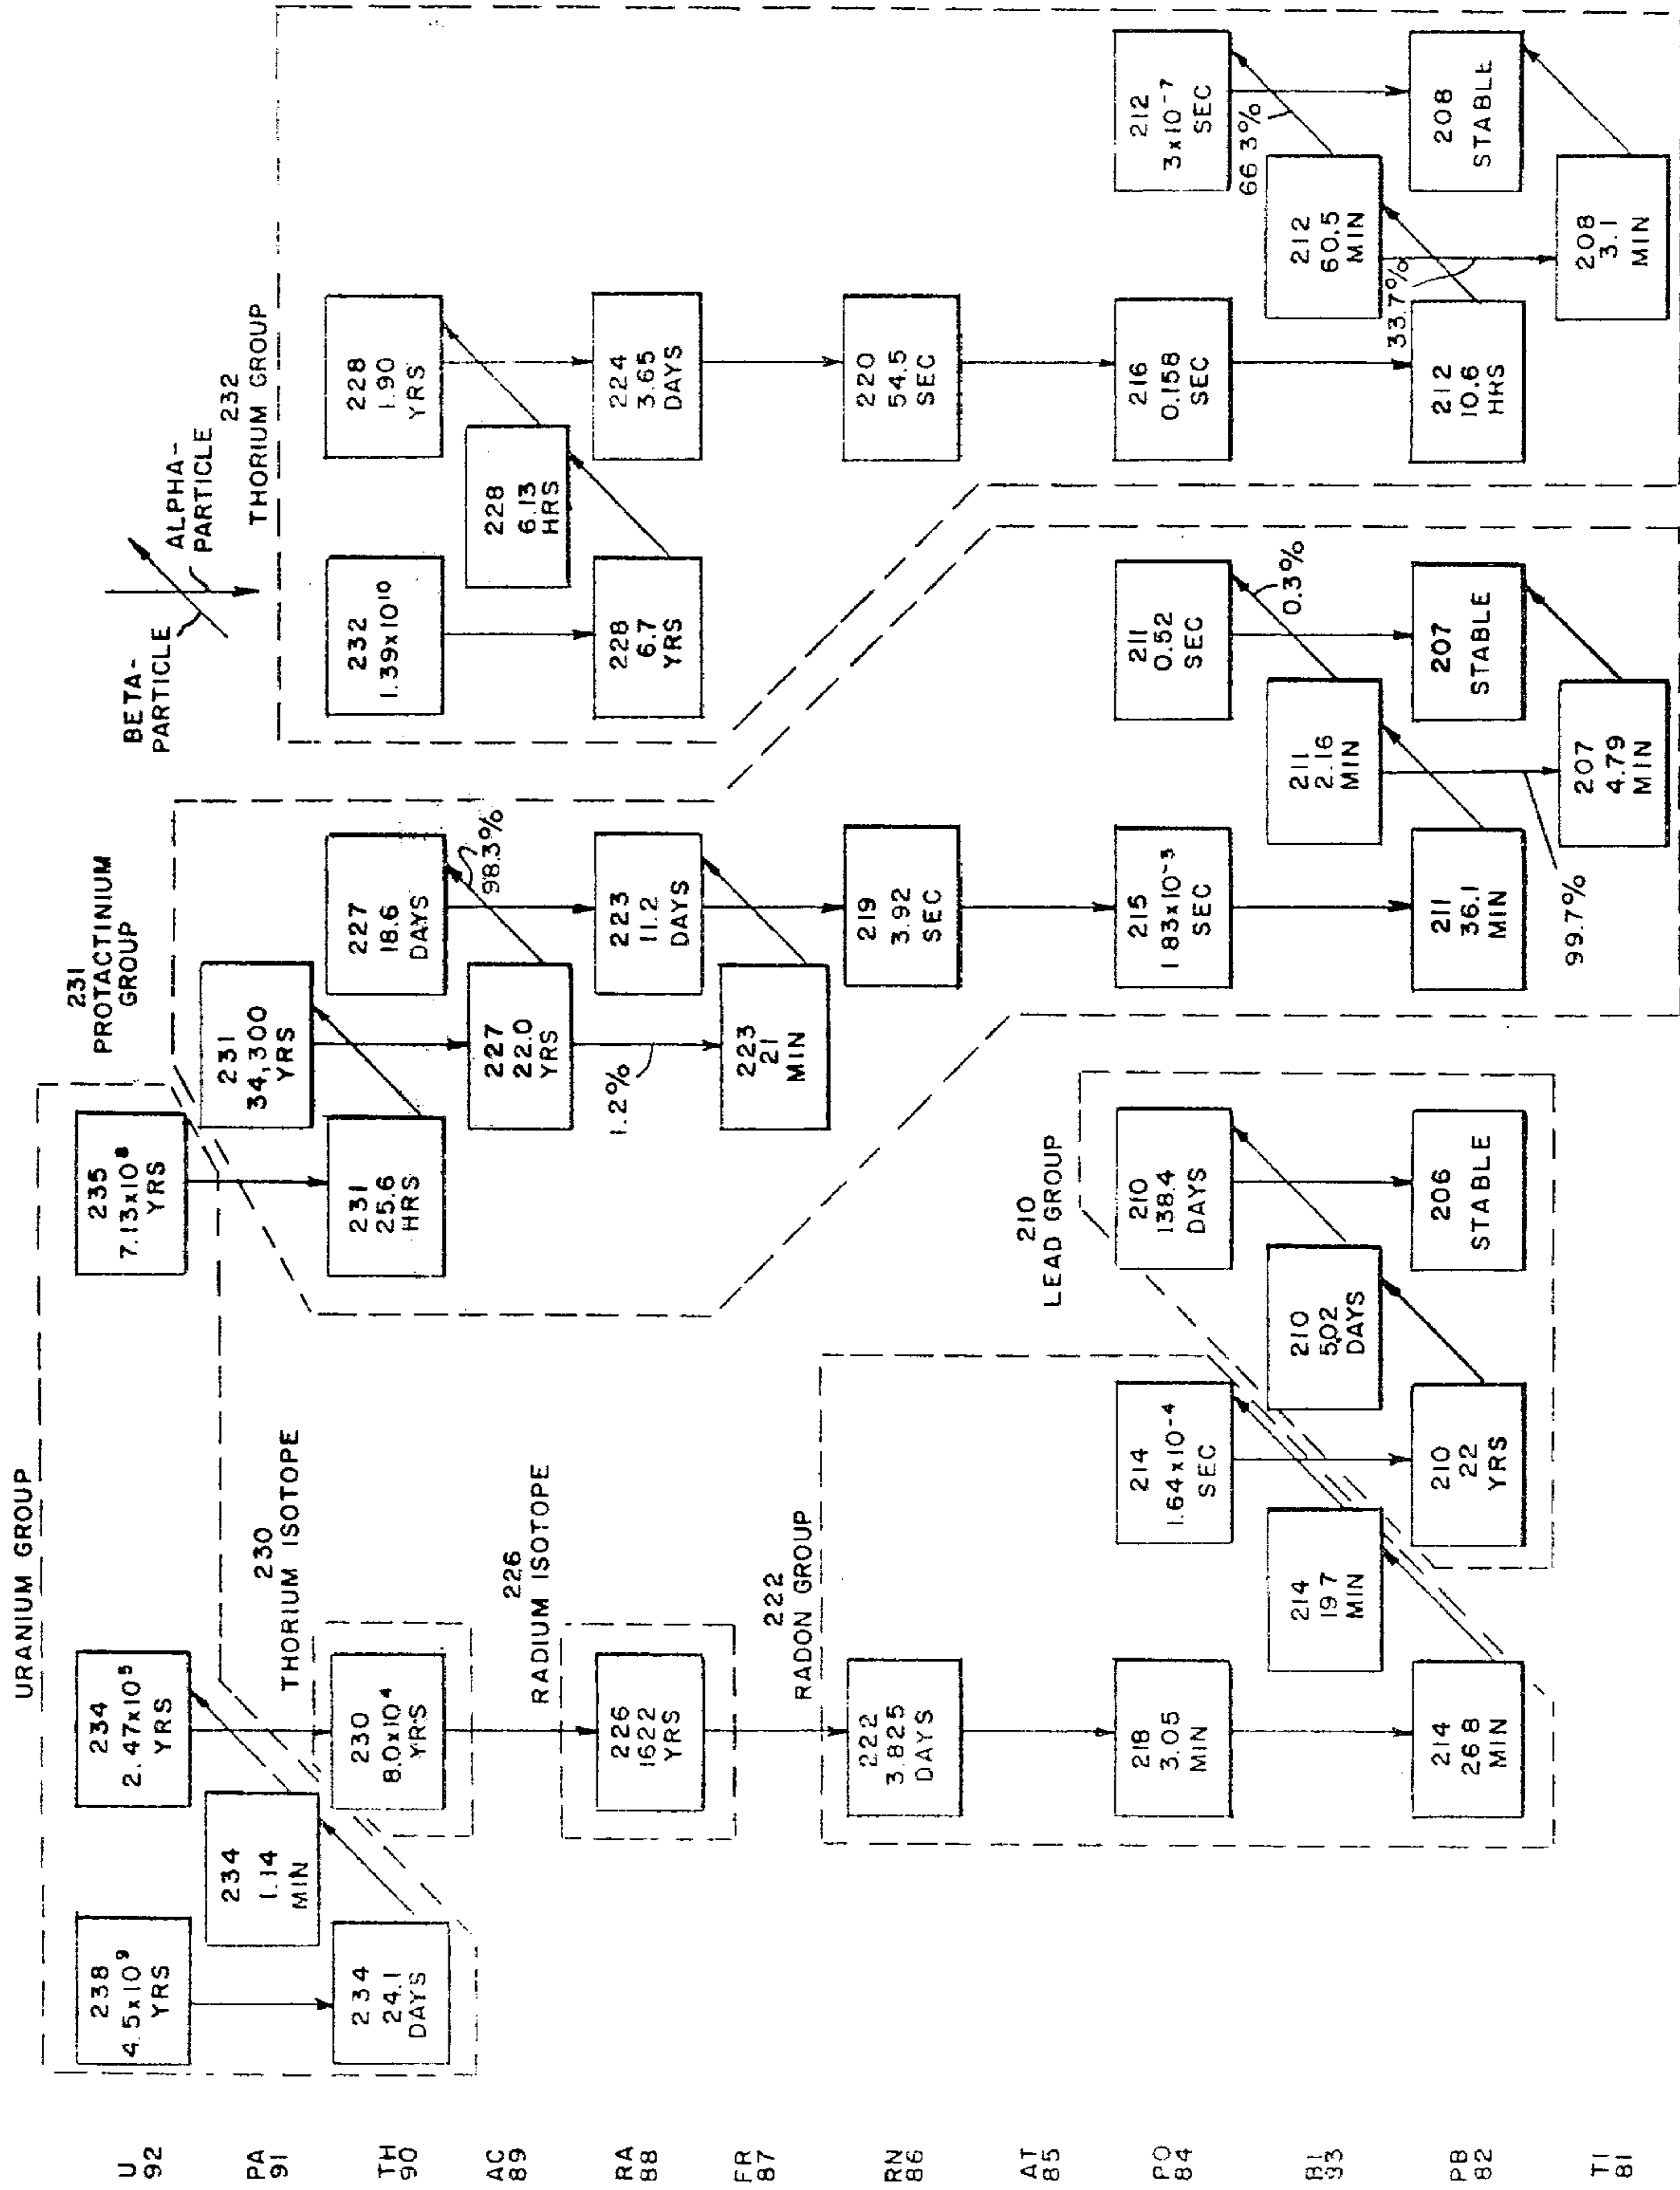 URANIUM GROUP
238
4.5x10⁹
YRS
234
2.47x10⁵
YRS
235
7.13x10⁸
YRS
234
1.14
MIN
234
24.1
DAYS
230
THORIUM ISOTOPE
230
8.0x10⁴
YRS
226
RADIUM ISOTOPE
226
1622
YRS
222
RADON GROUP
222
3.825
DAYS
218
3.05
MIN
214
26.8
MIN
214
19.7
MIN
214
1.64x10⁻⁴
SEC
210
LEAD GROUP
210
22
YRS
210
5.02
DAYS
210
138.4
DAYS
206
STABLE
231
PROTACTINIUM
GROUP
231
34,300
YRS
231
25.6
HRS
227
22.0
YRS
227
18.6
DAYS
98.3%
1.2%
223
21
MIN
223
11.2
DAYS
219
3.92
SEC
215
1.83x10⁻³
SEC
211
36.1
MIN
99.7%
211
2.16
MIN
211
0.52
SEC
0.3%
207
STABLE
207
4.79
MIN
BETA-
PARTICLE
ALPHA-
PARTICLE
232
THORIUM GROUP
232
1.39x10¹⁰
228
6.7
YRS
228
6.13
HRS
228
1.90
YRS
224
3.65
DAYS
220
54.5
SEC
216
0.158
SEC
212
10.6
HRS
33.7%
212
60.5
MIN
66.3%
212
3x10⁻⁷
SEC
208
STABLE
208
3.1
MIN
U
92
PA
91
TH
90
AC
89
RA
88
FR
87
RN
86
AT
85
PO
84
BI
83
PB
82
TI
81